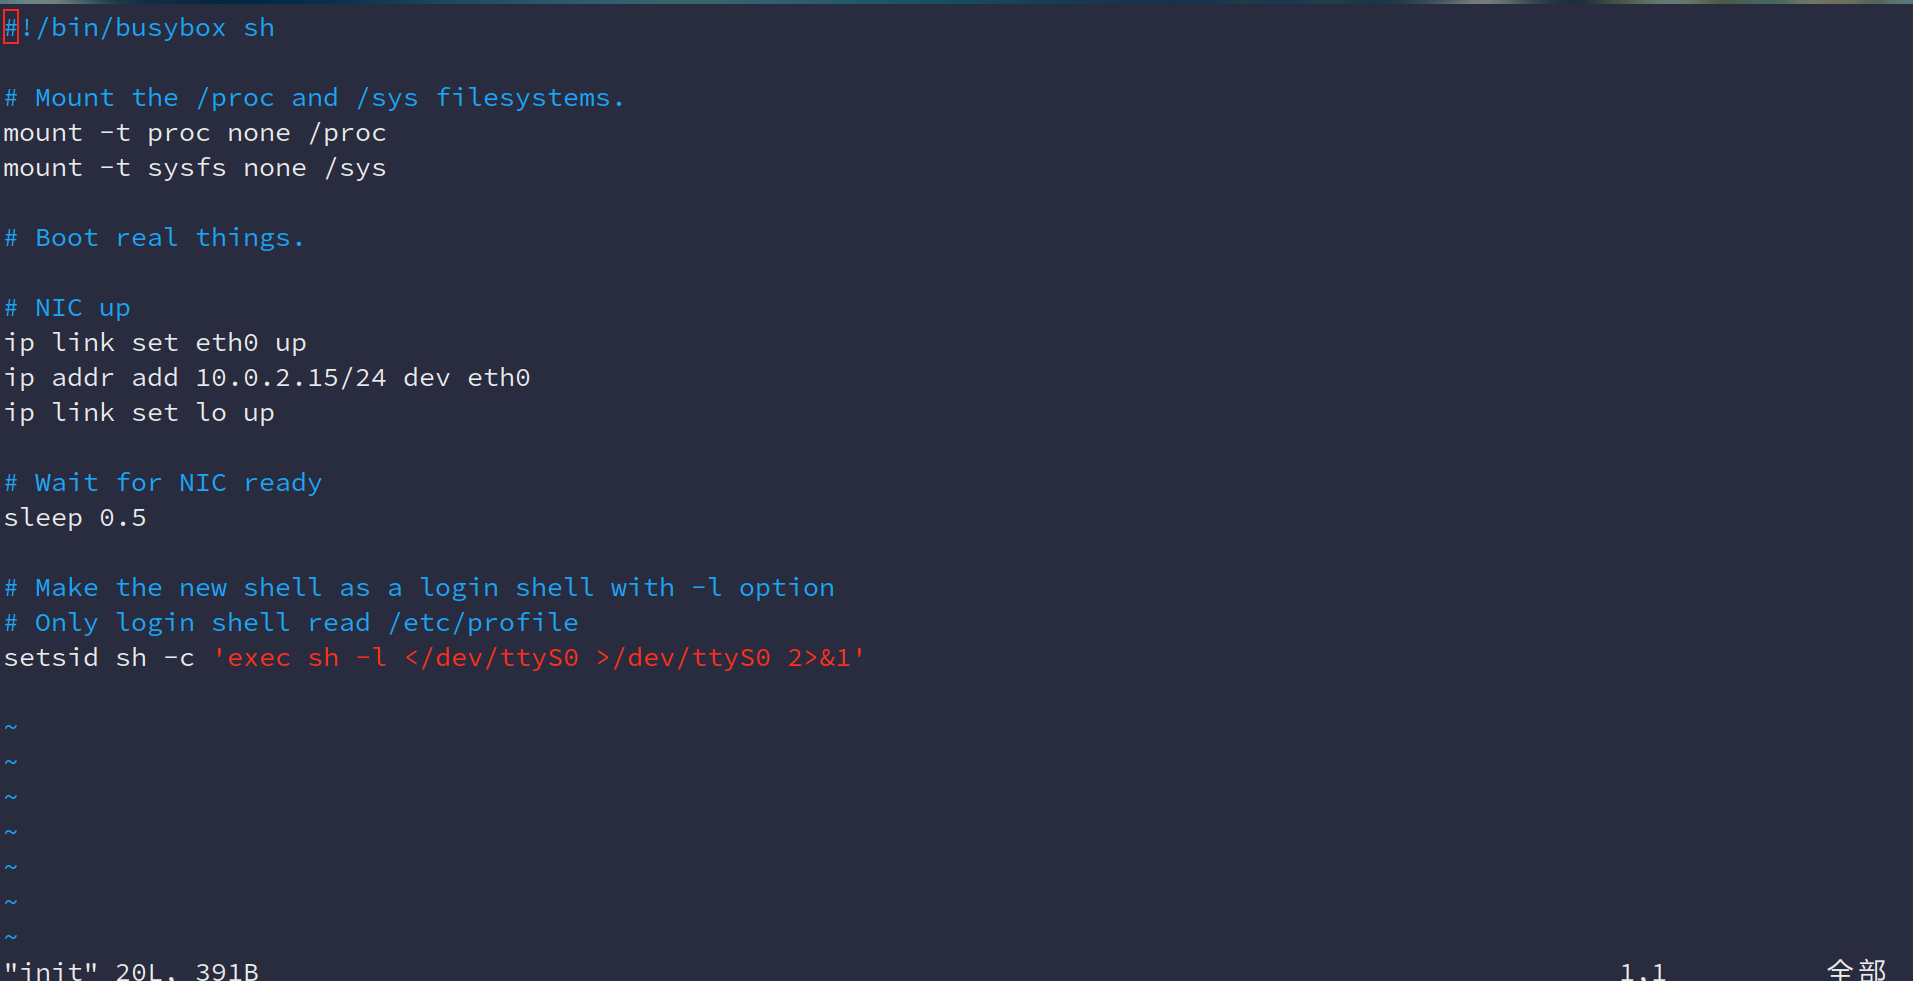 #!/bin/busybox sh
# Mount the /proc and /sys filesystems.
mount -t proc none /proc
mount -t sysfs none /sys
# Boot real things.
# NIC up
ip link set eth0 up
ip addr add 10.0.2.15/24 dev eth0
ip link set lo up
# Wait for NIC ready
sleep 0.5
# Make the new shell as a login shell with -l option
# Only login shell read /etc/profile
setsid sh -c 'exec sh -l </dev/ttyS0 >/dev/ttyS0 2>&1'
~
~
~
~
~
~
~
"init" 20L, 391B 1,1 全部